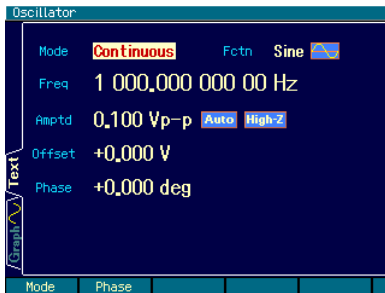 Oscillator
Mode Continuous Fctn Sine
Freq 1 000.000 000 00 Hz
Amptd 0.100 Vp-p Auto High-Z
Offset +0.000 V
Phase +0.000 deg
Text
Graph
Mode Phase